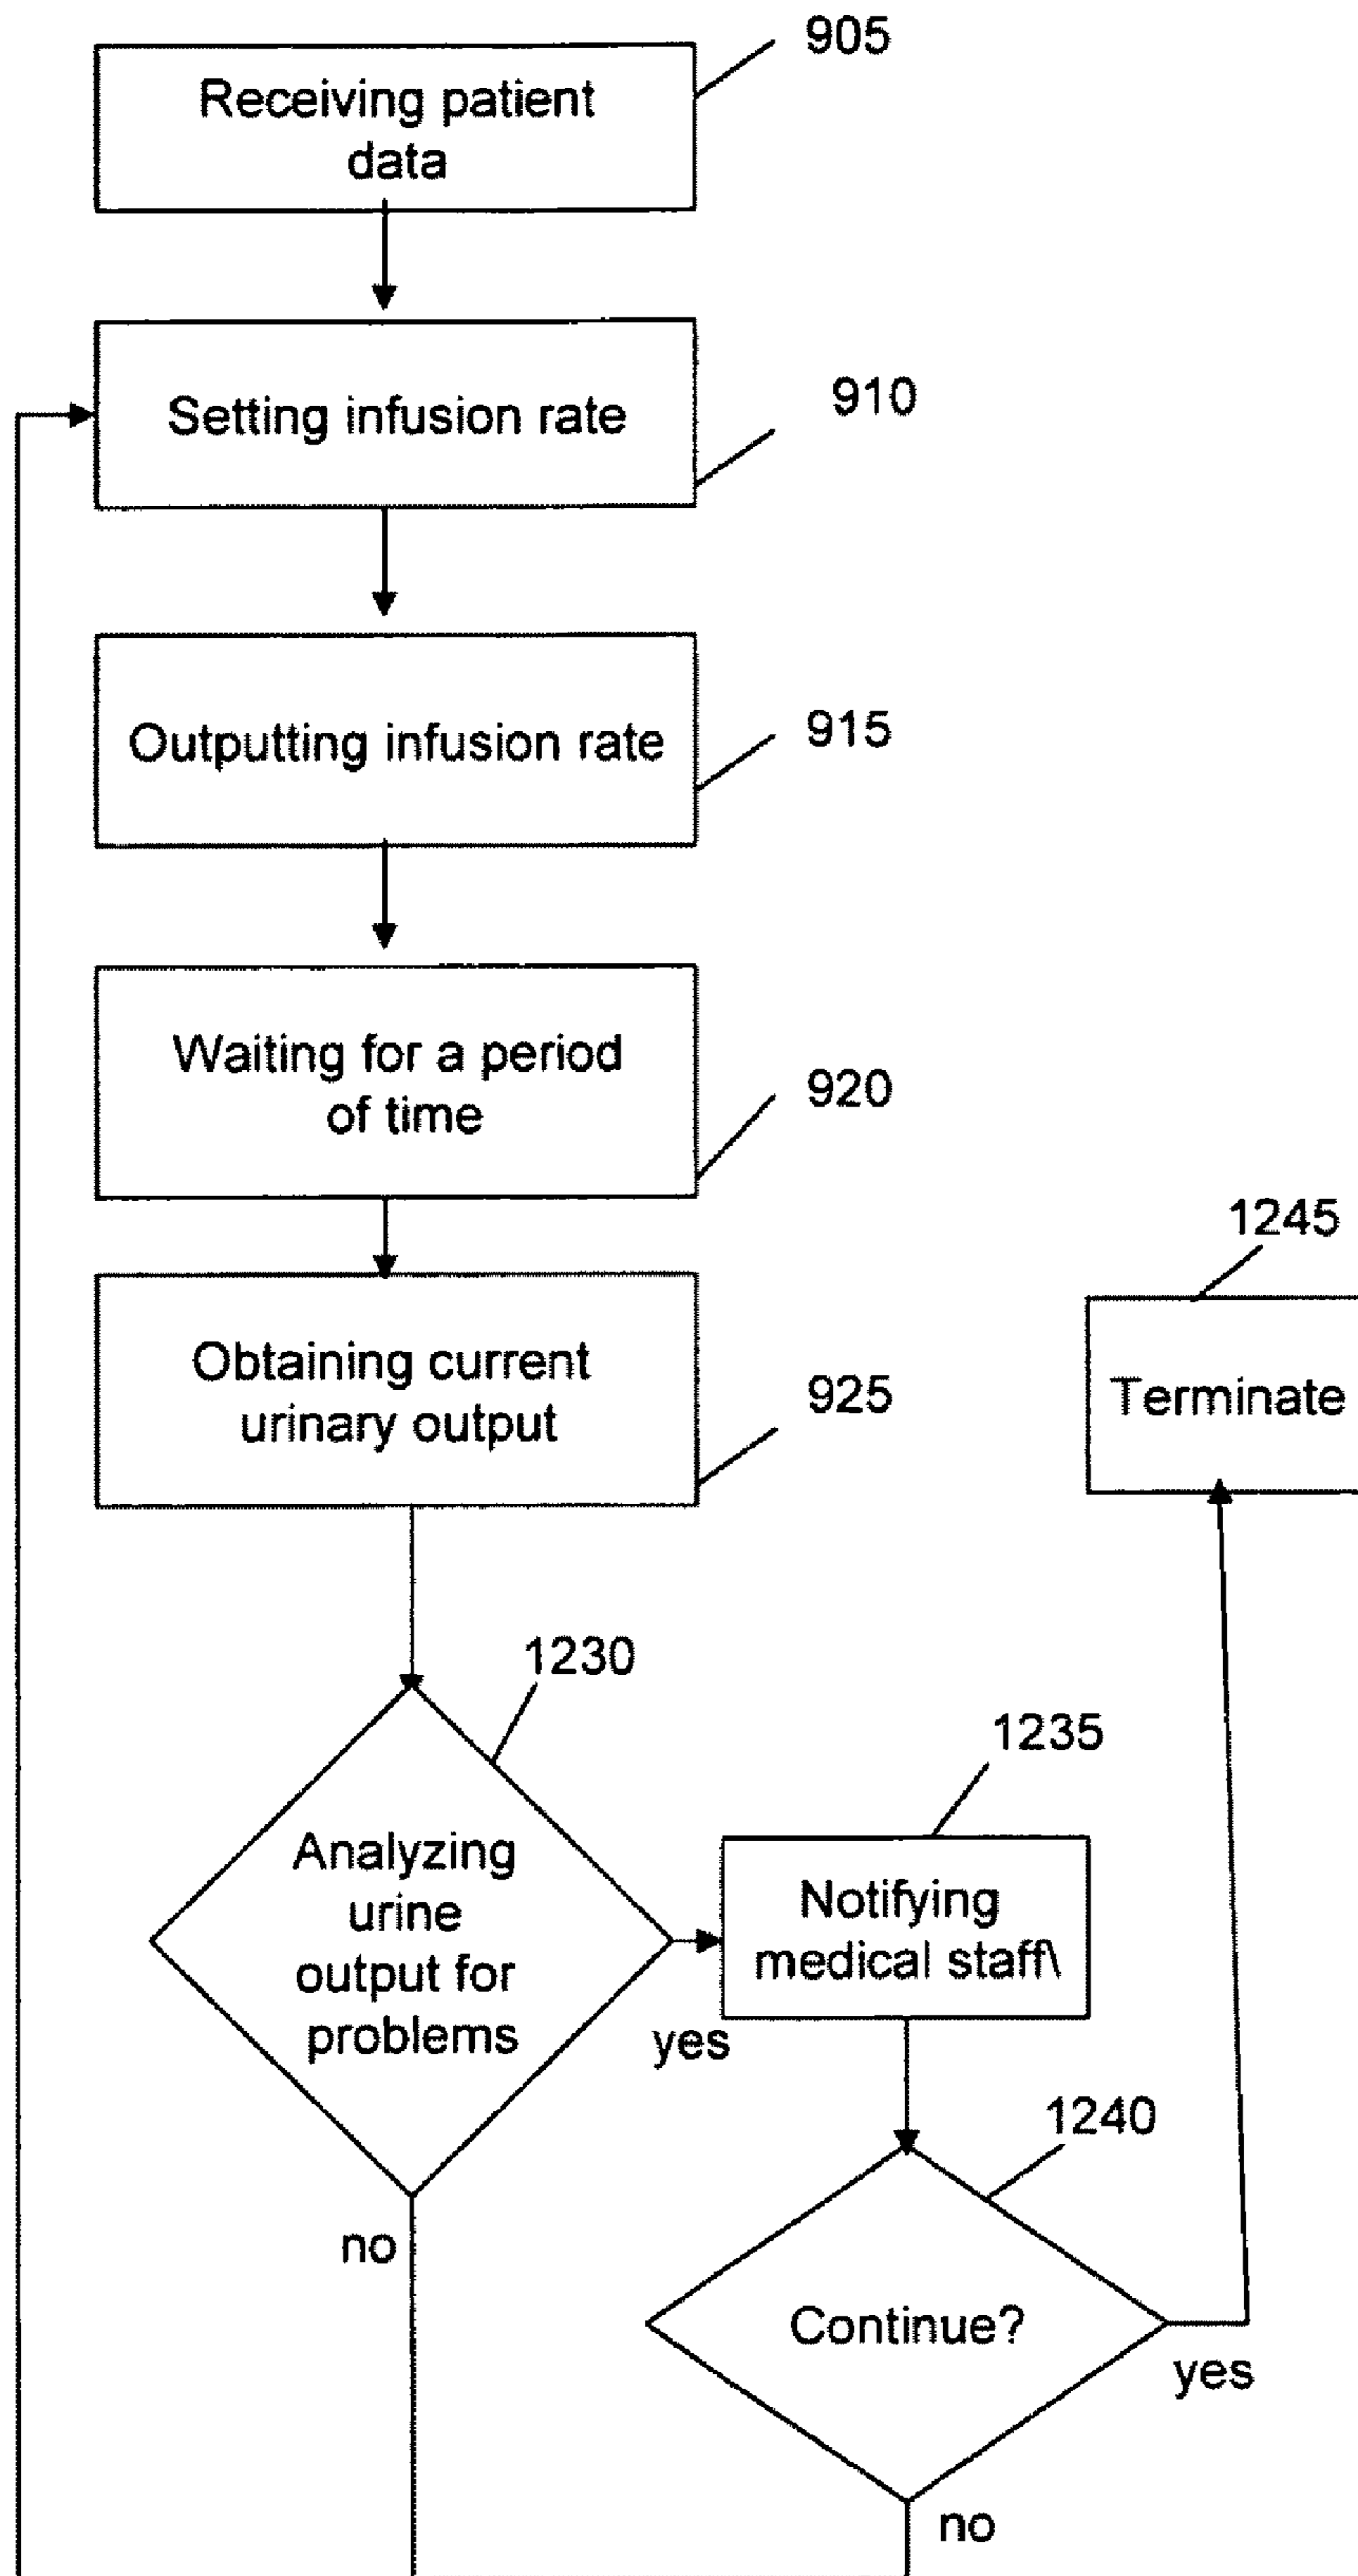 905
Receiving patient
data
910
Setting infusion rate
915
Outputting infusion rate
920
Waiting for a period
of time
1245
Terminate
925
Obtaining current
urinary output
1230
1235
Analyzing
urine
output for
problems
yes
Notifying
medical staff\
1240
no
Continue?
yes
no